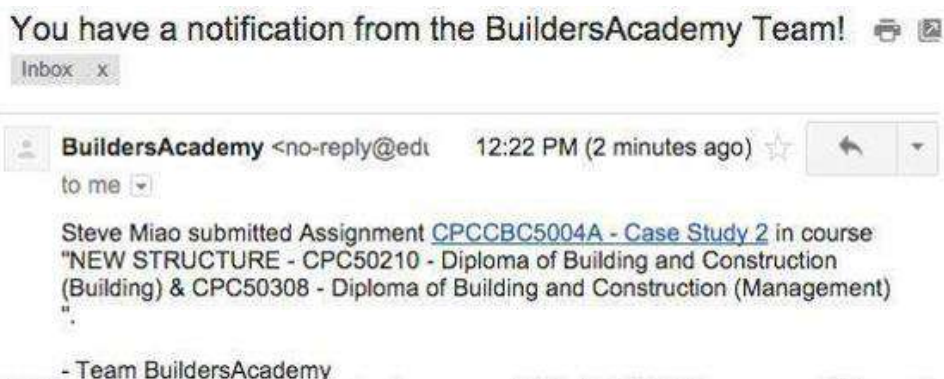 You have a notification from the BuildersAcademy Team!
Inbox x
BuildersAcademy <no-reply@edu 12:22 PM (2 minutes ago)
to me
Steve Miao submitted Assignment CPCCBC5004A - Case Study 2 in course
"NEW STRUCTURE - CPC50210 - Diploma of Building and Construction
(Building) & CPC50308 - Diploma of Building and Construction (Management)
".
- Team BuildersAcademy